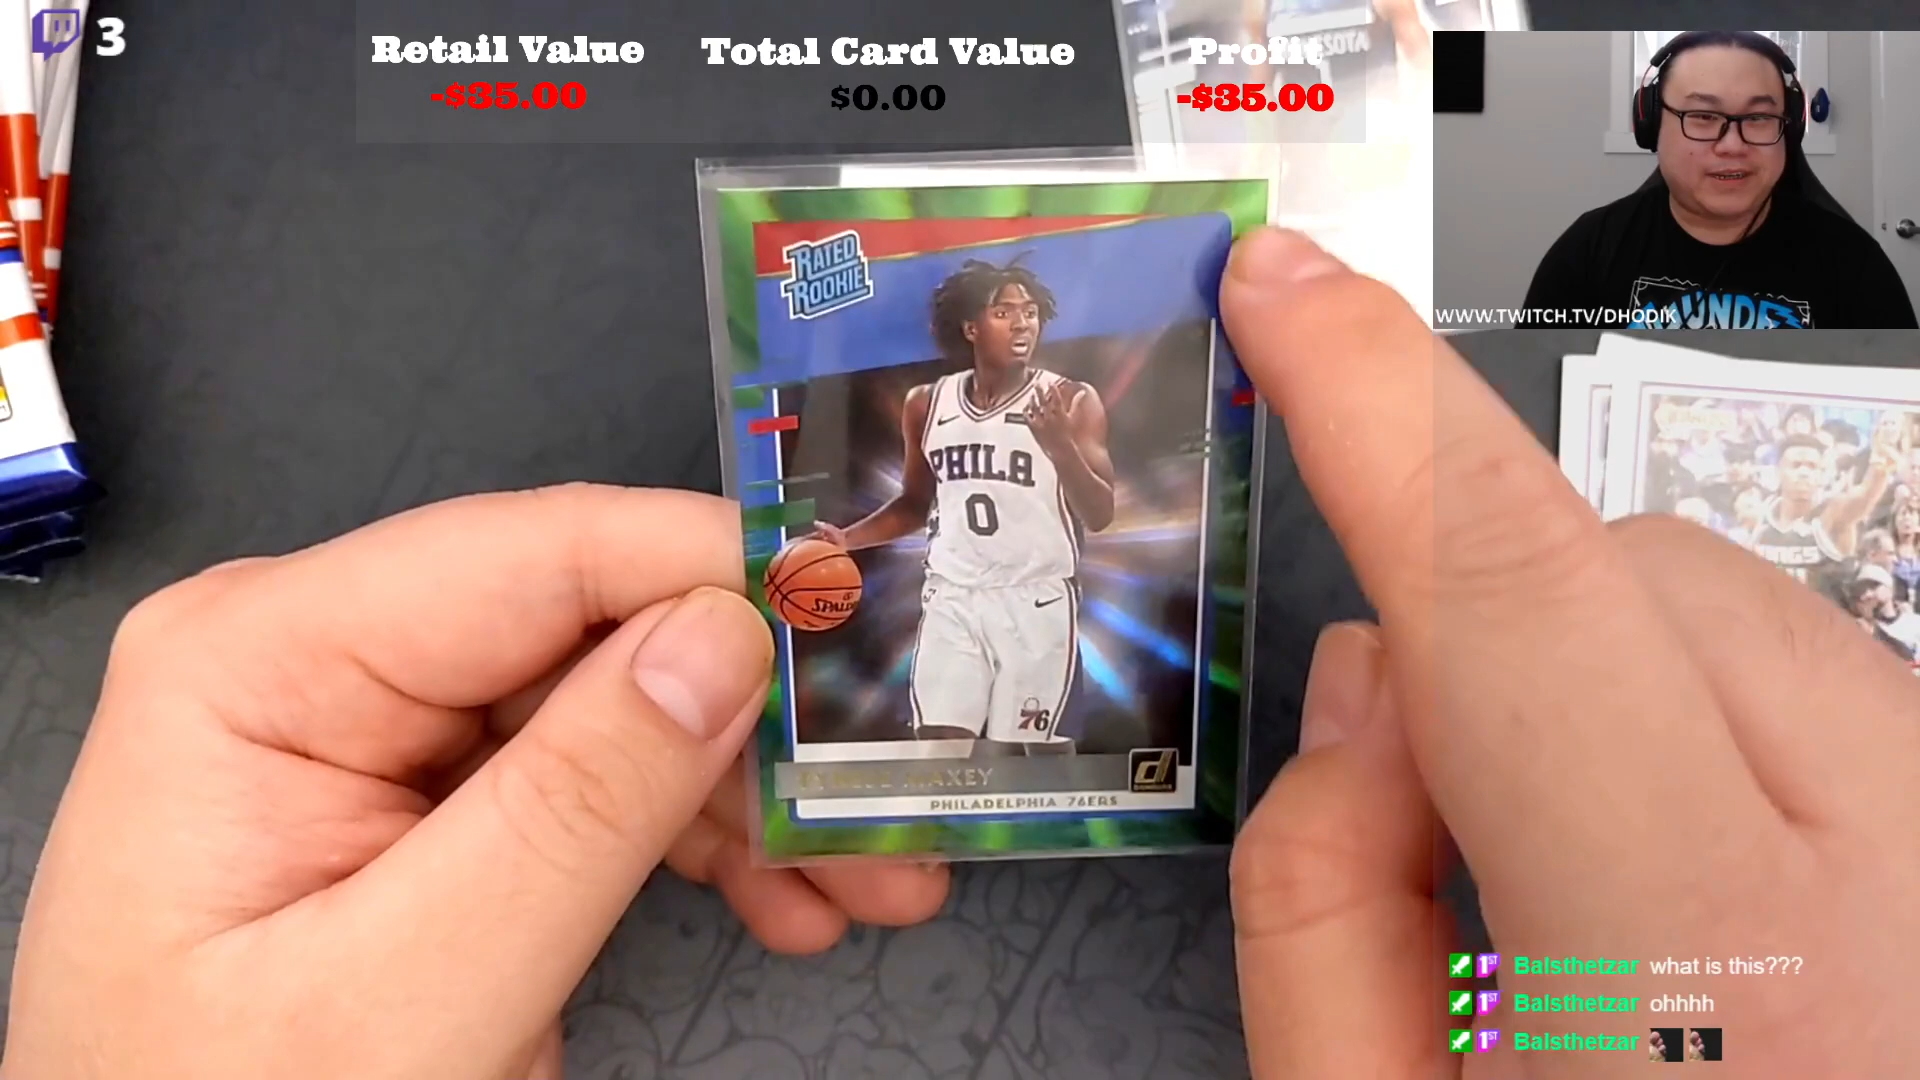 3
Retail Value
-$35.00
Total Card Value
$0.00
Profit
-$35.00
WWW.TWITCH.TV/DHODIK
RATED
ROOKIE
PHILA
0
76
MAXEY
PHILADELPHIA 76ERS
Balsthetzar what is this???
Balsthetzar ohhhh
Balsthetzar